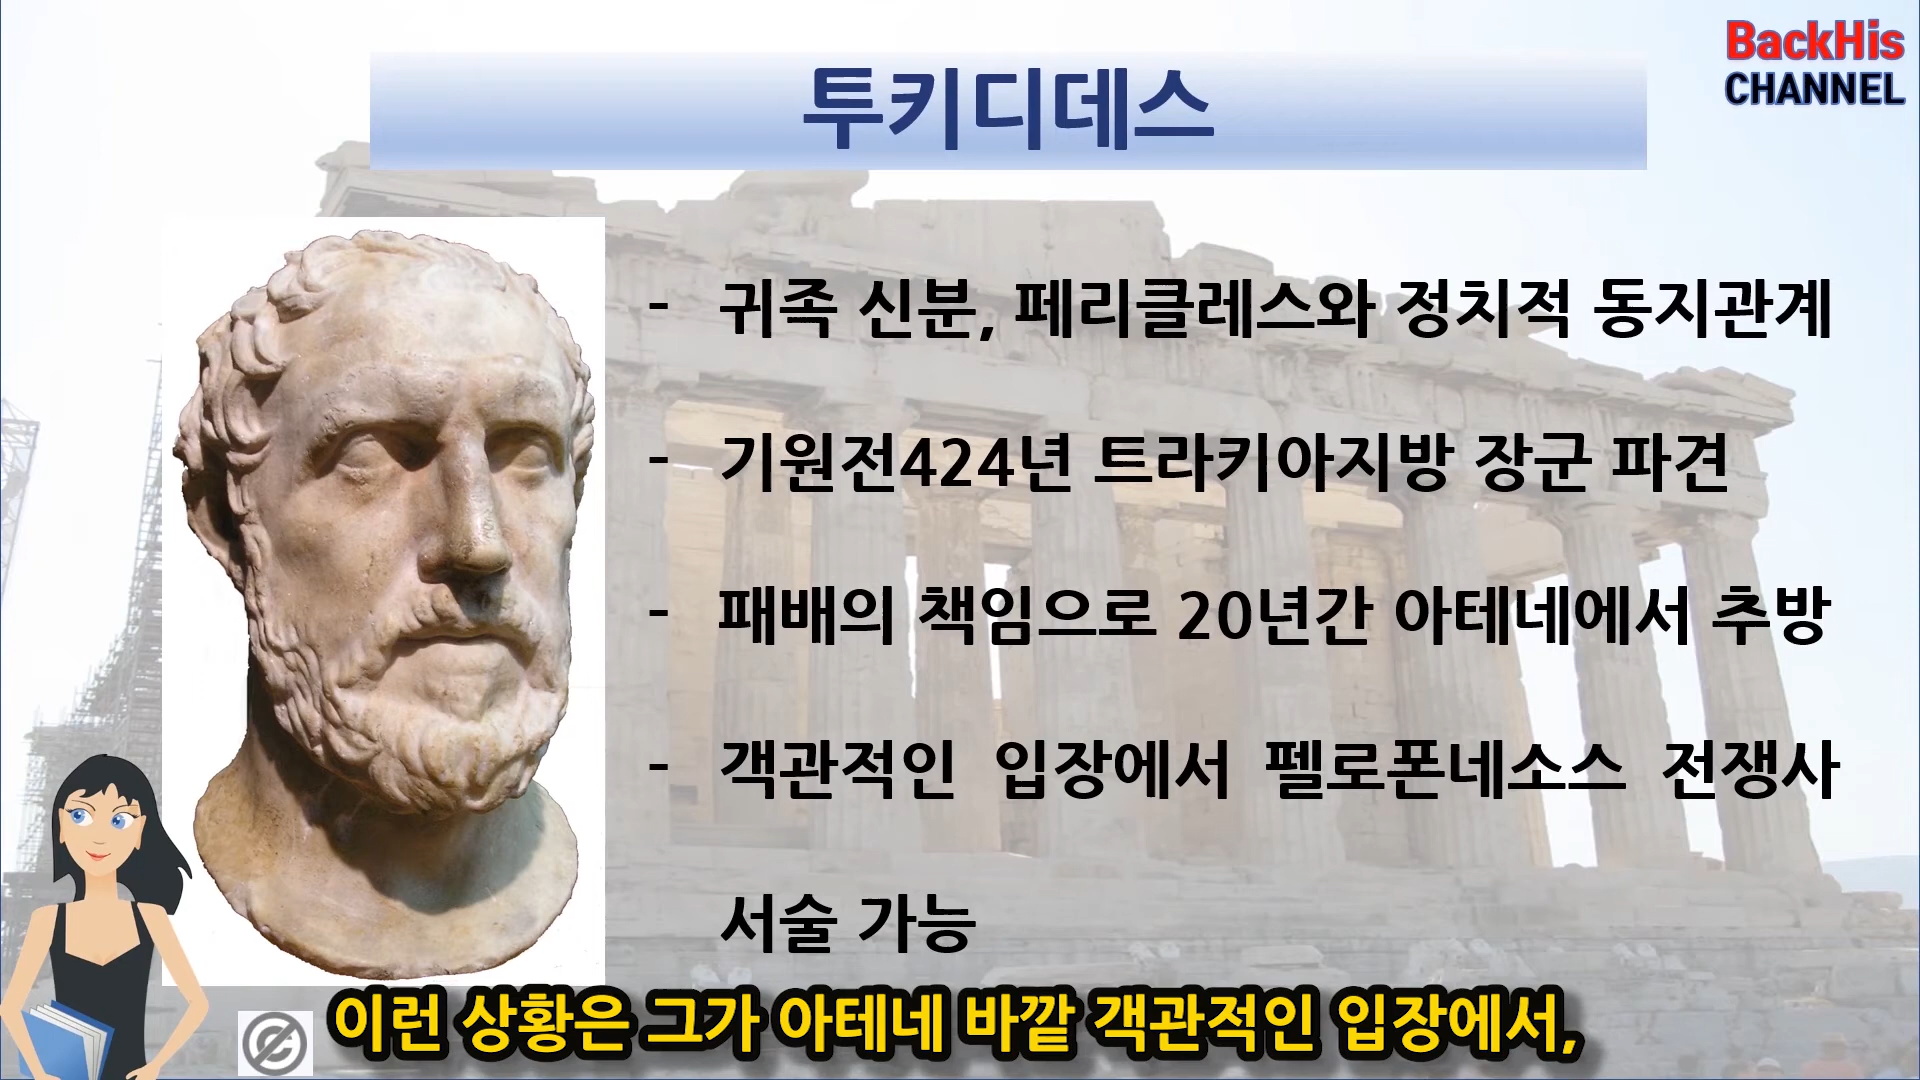 BackHis
CHANNEL
투키디데스
- 귀족 신분, 페리클레스와 정치적 동지관계
- 기원전424년 트라키아지방 장군 파견
- 패배의 책임으로 20년간 아테네에서 추방
- 객관적인 입장에서 펠로폰네소스 전쟁사
서술 가능
이런 상황은 그가 아테네 바깥 객관적인 입장에서,